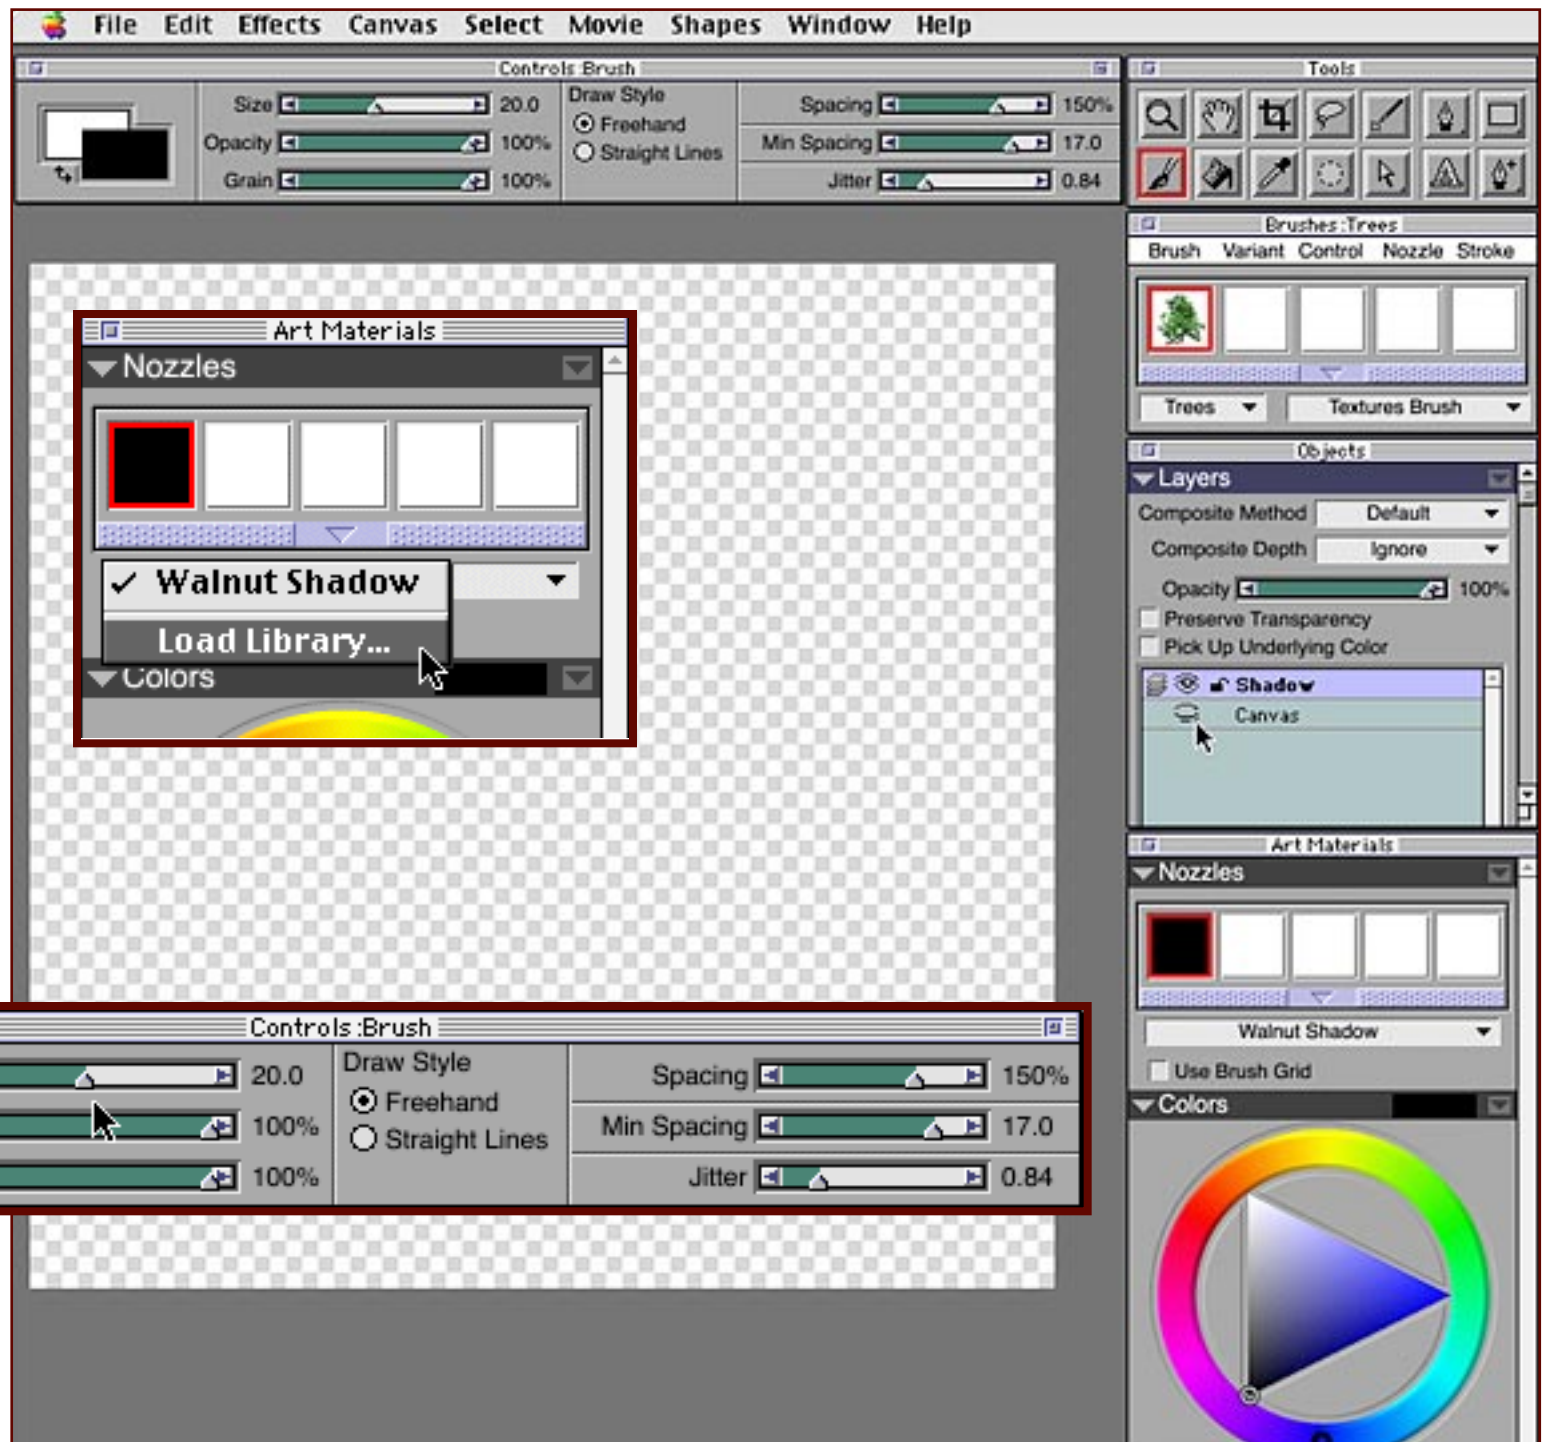 File Edit Effects Canvas Select Movie Shapes Window Help
Controls:Brush
Size 20.0
Opacity 100%
Grain 100%
Draw Style
Freehand
Straight Lines
Spacing 150%
Min Spacing 17.0
Jitter 0.84
Tools
Brushes:Trees
Brush Variant Control Nozzle Stroke
Trees Textures Brush
Objects
Layers
Composite Method Default
Composite Depth Ignore
Opacity 100%
Preserve Transparency
Pick Up Underlying Color
Shadow
Canvas
Art Materials
Nozzles
Walnut Shadow
Use Brush Grid
Colors
Art Materials
Nozzles
Walnut Shadow
Load Library...
Colors
Controls:Brush
20.0
100%
100%
Draw Style
Freehand
Straight Lines
Spacing 150%
Min Spacing 17.0
Jitter 0.84